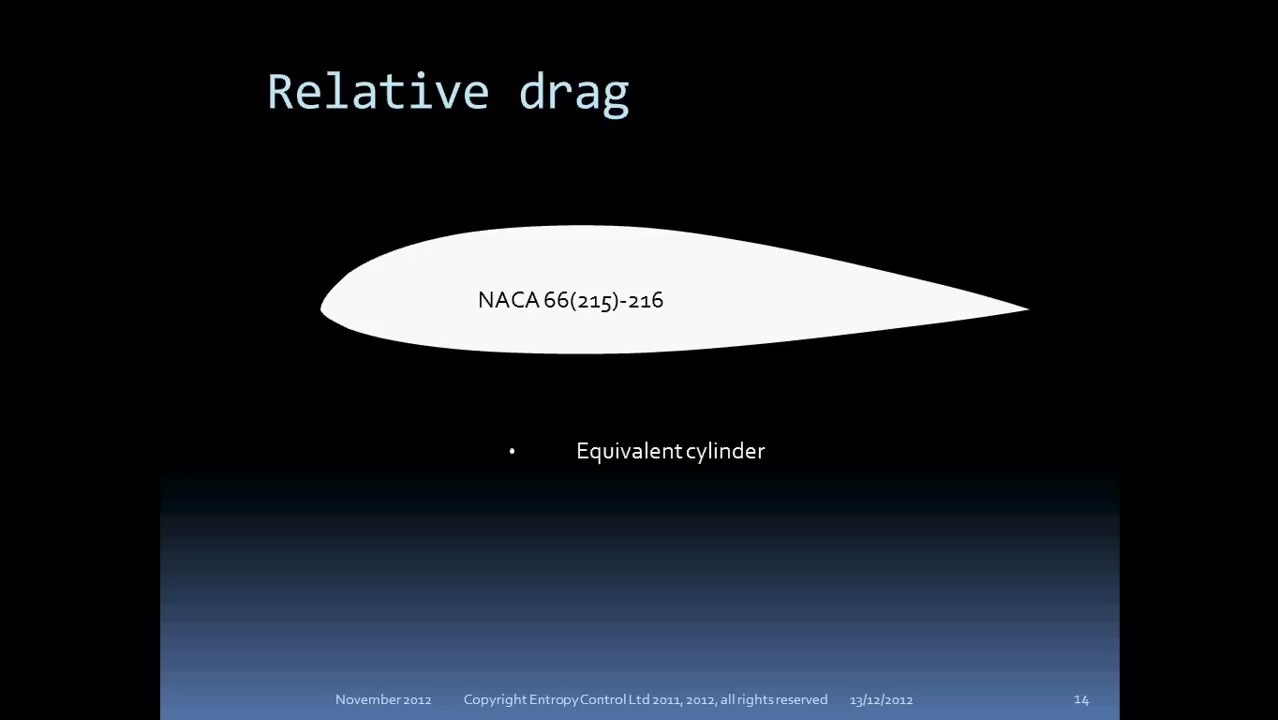 Relative drag
NACA 66(215)-216
• Equivalent cylinder
November 2012 Copyright Entropy Control Ltd 2011, 2012, all rights reserved 13/12/2012 14